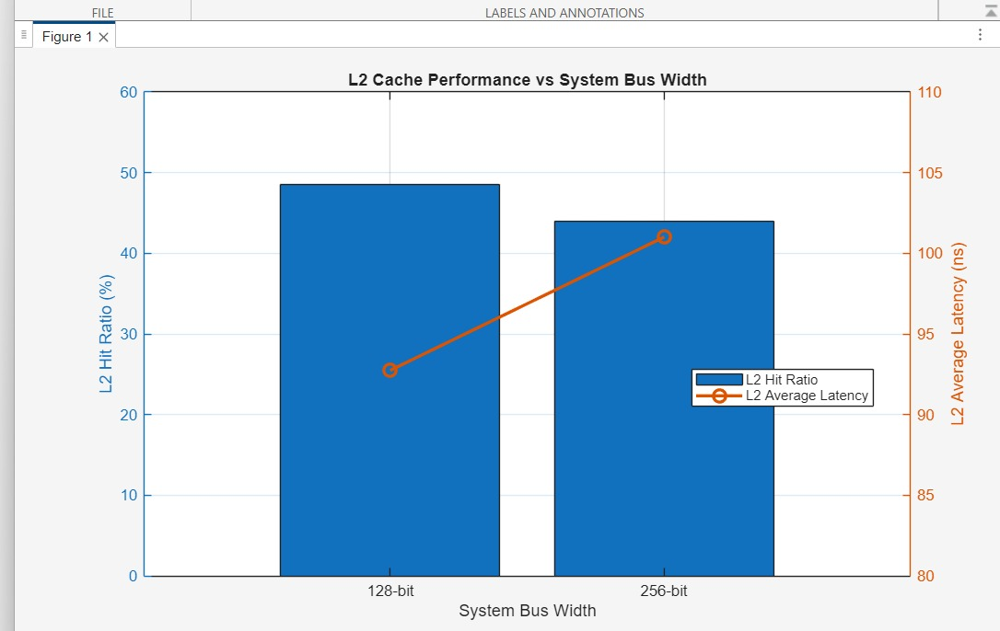 FILE
LABELS AND ANNOTATIONS
Figure 1
L2 Cache Performance vs System Bus Width
60
50
40
30
20
10
0
L2 Hit Ratio (%)
110
105
100
95
90
85
80
L2 Average Latency (ns)
L2 Hit Ratio
L2 Average Latency
128-bit
256-bit
System Bus Width